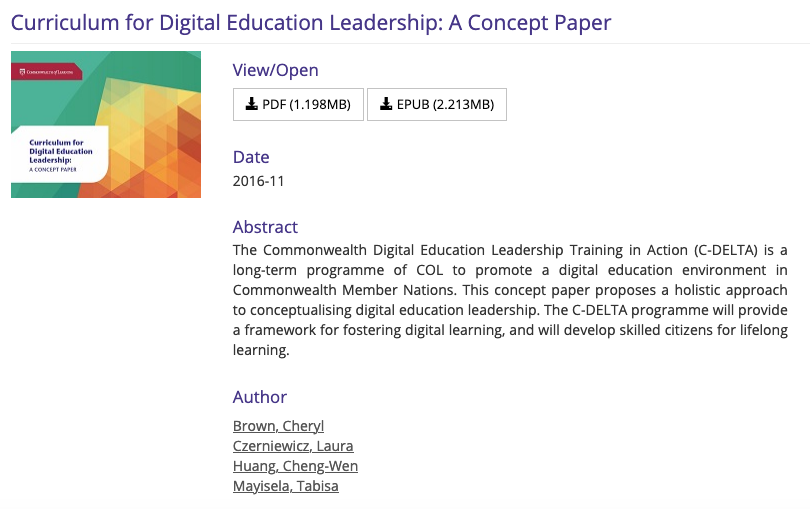 Curriculum for Digital Education Leadership: A Concept Paper
COMMONWEALTH of LEARNING
Curriculum for
Digital Education
Leadership:
A CONCEPT PAPER
View/Open
PDF (1.198MB)
EPUB (2.213MB)
Date
2016-11
Abstract
The Commonwealth Digital Education Leadership Training in Action (C-DELTA) is a
long-term programme of COL to promote a digital education environment in
Commonwealth Member Nations. This concept paper proposes a holistic approach
to conceptualising digital education leadership. The C-DELTA programme will provide
a framework for fostering digital learning, and will develop skilled citizens for lifelong
learning.
Author
Brown, Cheryl
Czerniewicz, Laura
Huang, Cheng-Wen
Mayisela, Tabisa